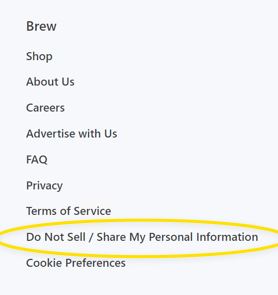 Brew
Shop
About Us
Careers
Advertise with Us
FAQ
Privacy
Terms of Service
Do Not Sell / Share My Personal Information
Cookie Preferences